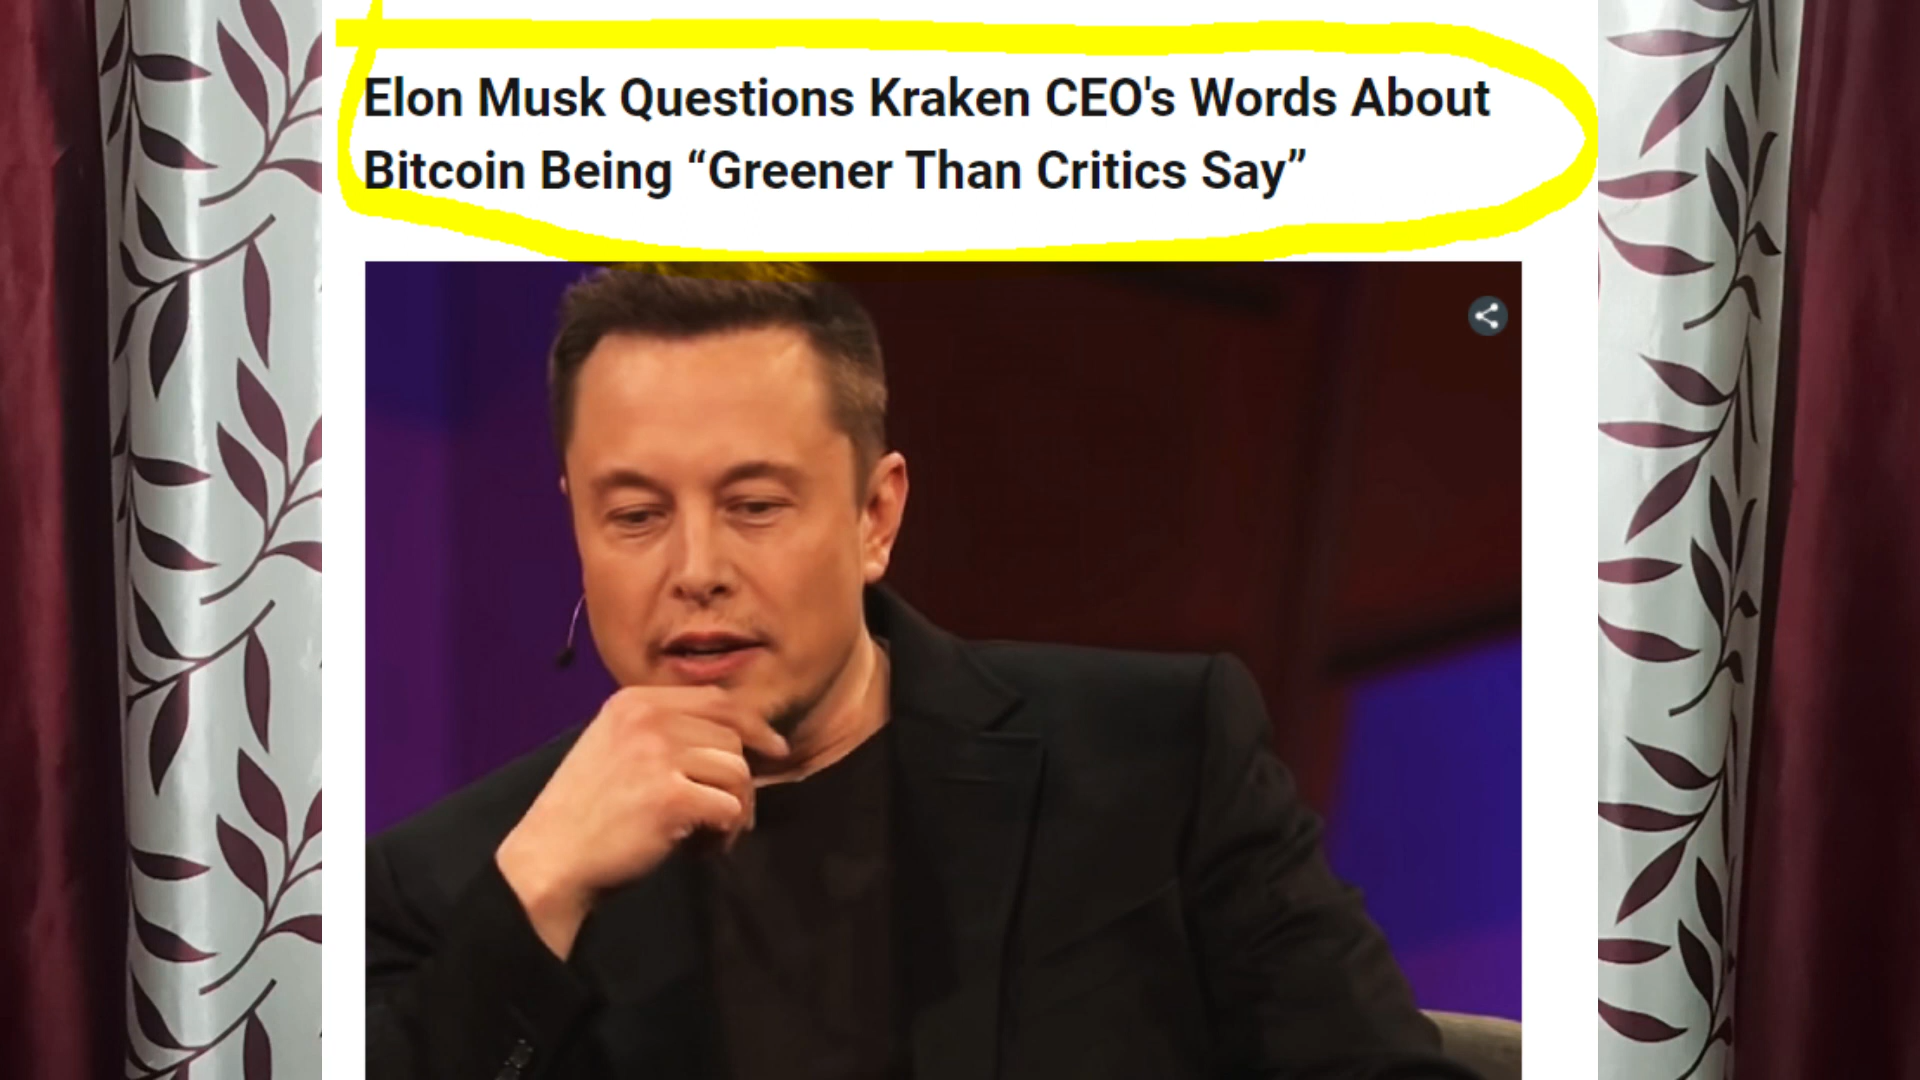 Elon Musk Questions Kraken CEO's Words About
Bitcoin Being “Greener Than Critics Say”